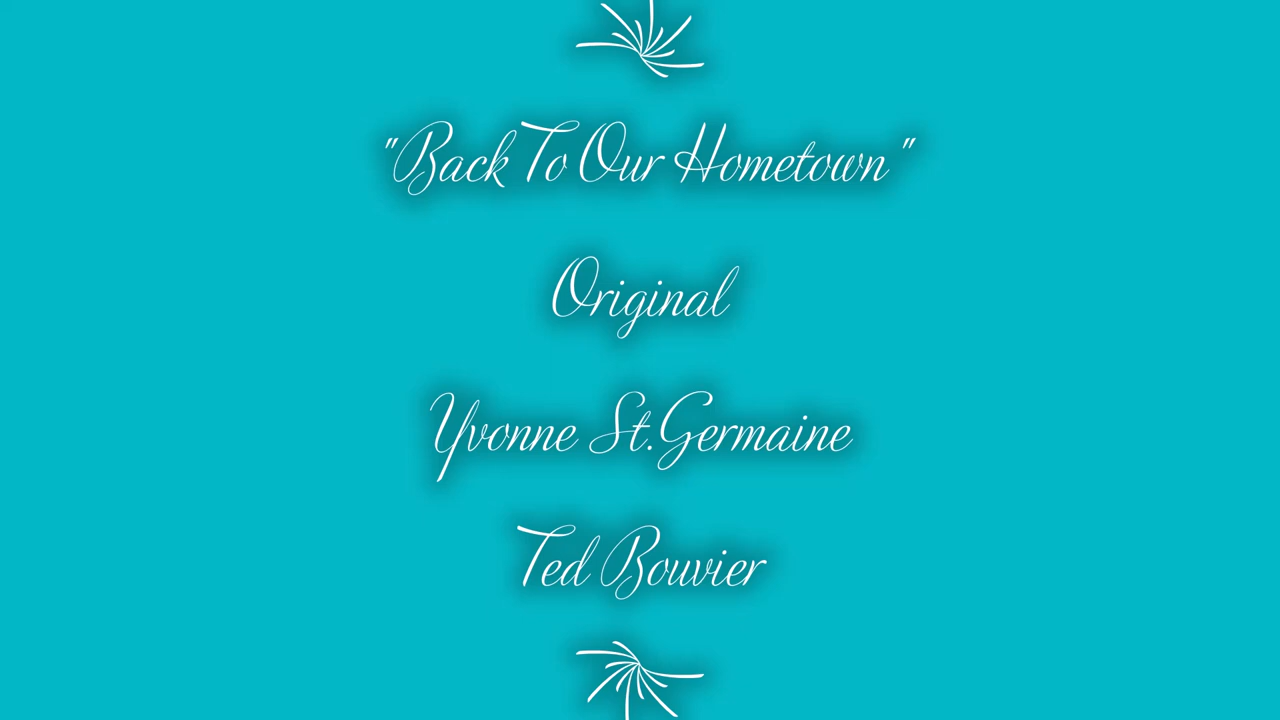 "Back To Our Hometown"
Original
Yvonne St.Germaine
Ted Bouvier